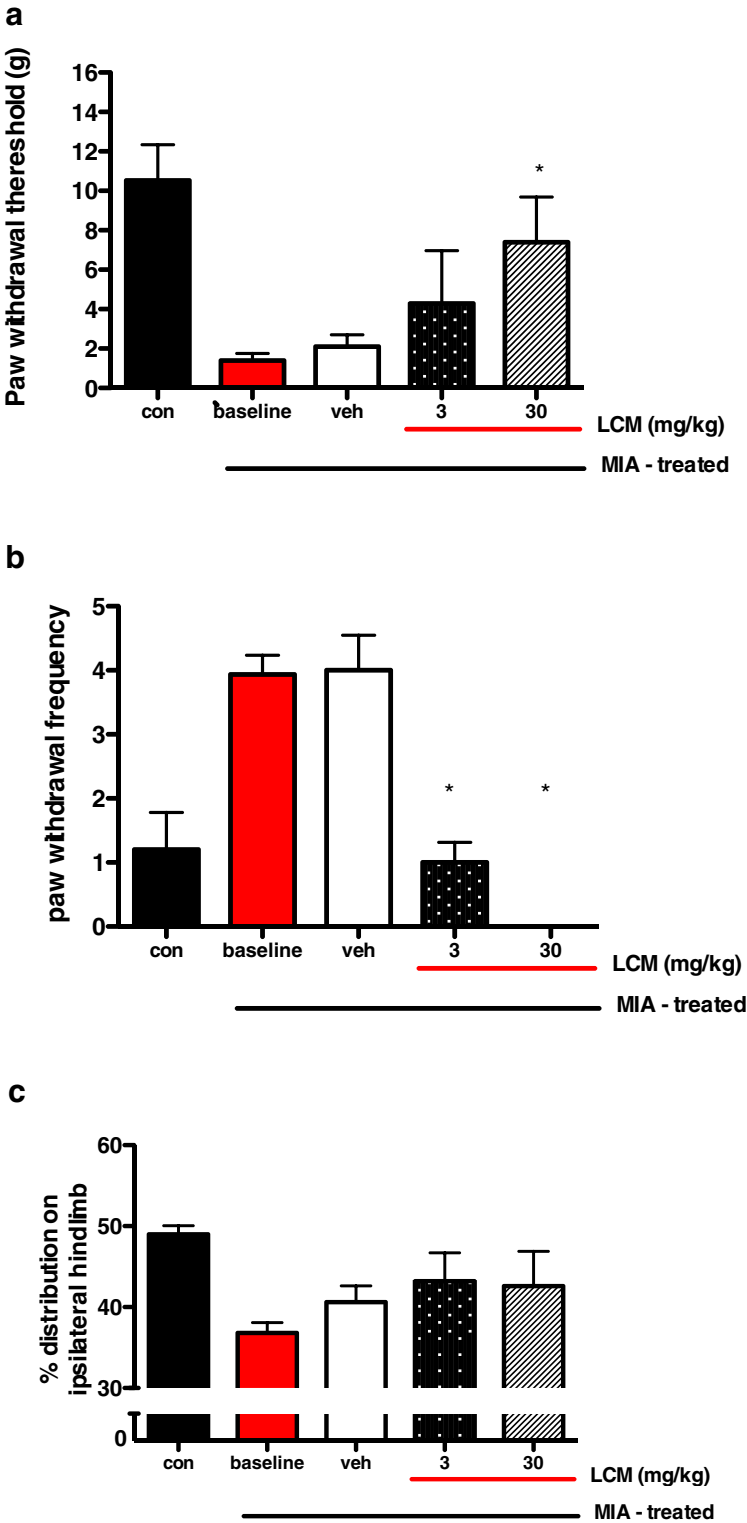 a
Paw withdrawal thereshold (g)
16
14
12
10
8
6
4
2
0
*
con baseline veh 3 30
LCM (mg/kg)
MIA - treated
b
paw withdrawal frequency
5
4
3
2
1
0
* *
con baseline veh 3 30
LCM (mg/kg)
MIA - treated
c
% distribution on
ipsilateral hindlimb
60
50
40
30
0
con baseline veh 3 30
LCM (mg/kg)
MIA - treated